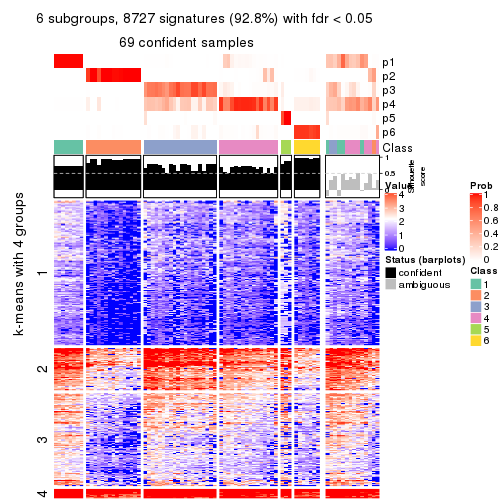 6 subgroups, 8727 signatures (92.8%) with fdr < 0.05
69 confident samples
p1
p2
p3
p4
p5
p6
Class
1
0.5
0
Silhouette
score
k-means with 4 groups
1
2
3
4
Value
4
3
2
1
0
Status (barplots)
confident
ambiguous
Prob
1
0.8
0.6
0.4
0.2
0
Class
1
2
3
4
5
6